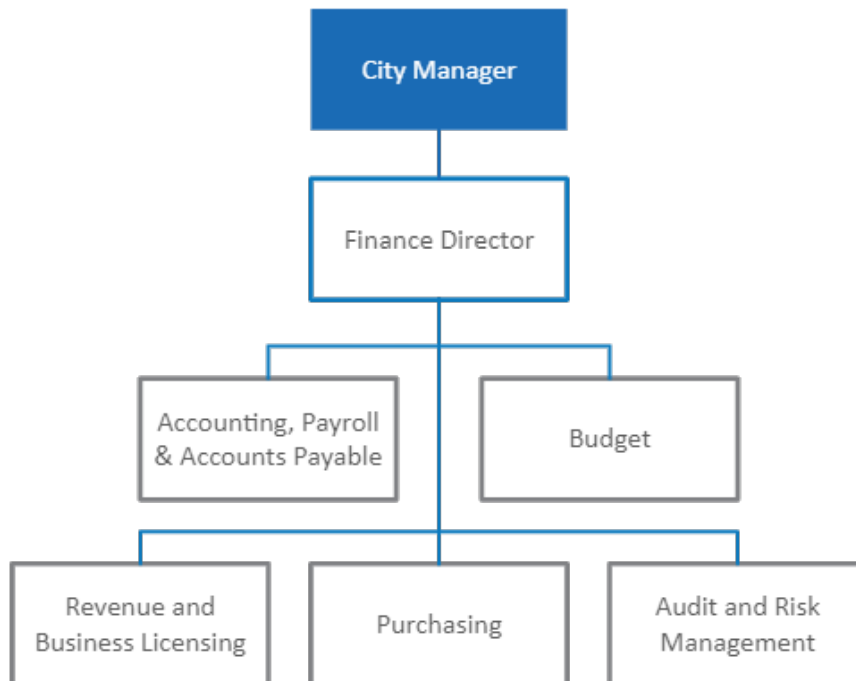 City Manager
Finance Director
Accounting, Payroll
& Accounts Payable
Budget
Revenue and
Business Licensing
Purchasing
Audit and Risk
Management